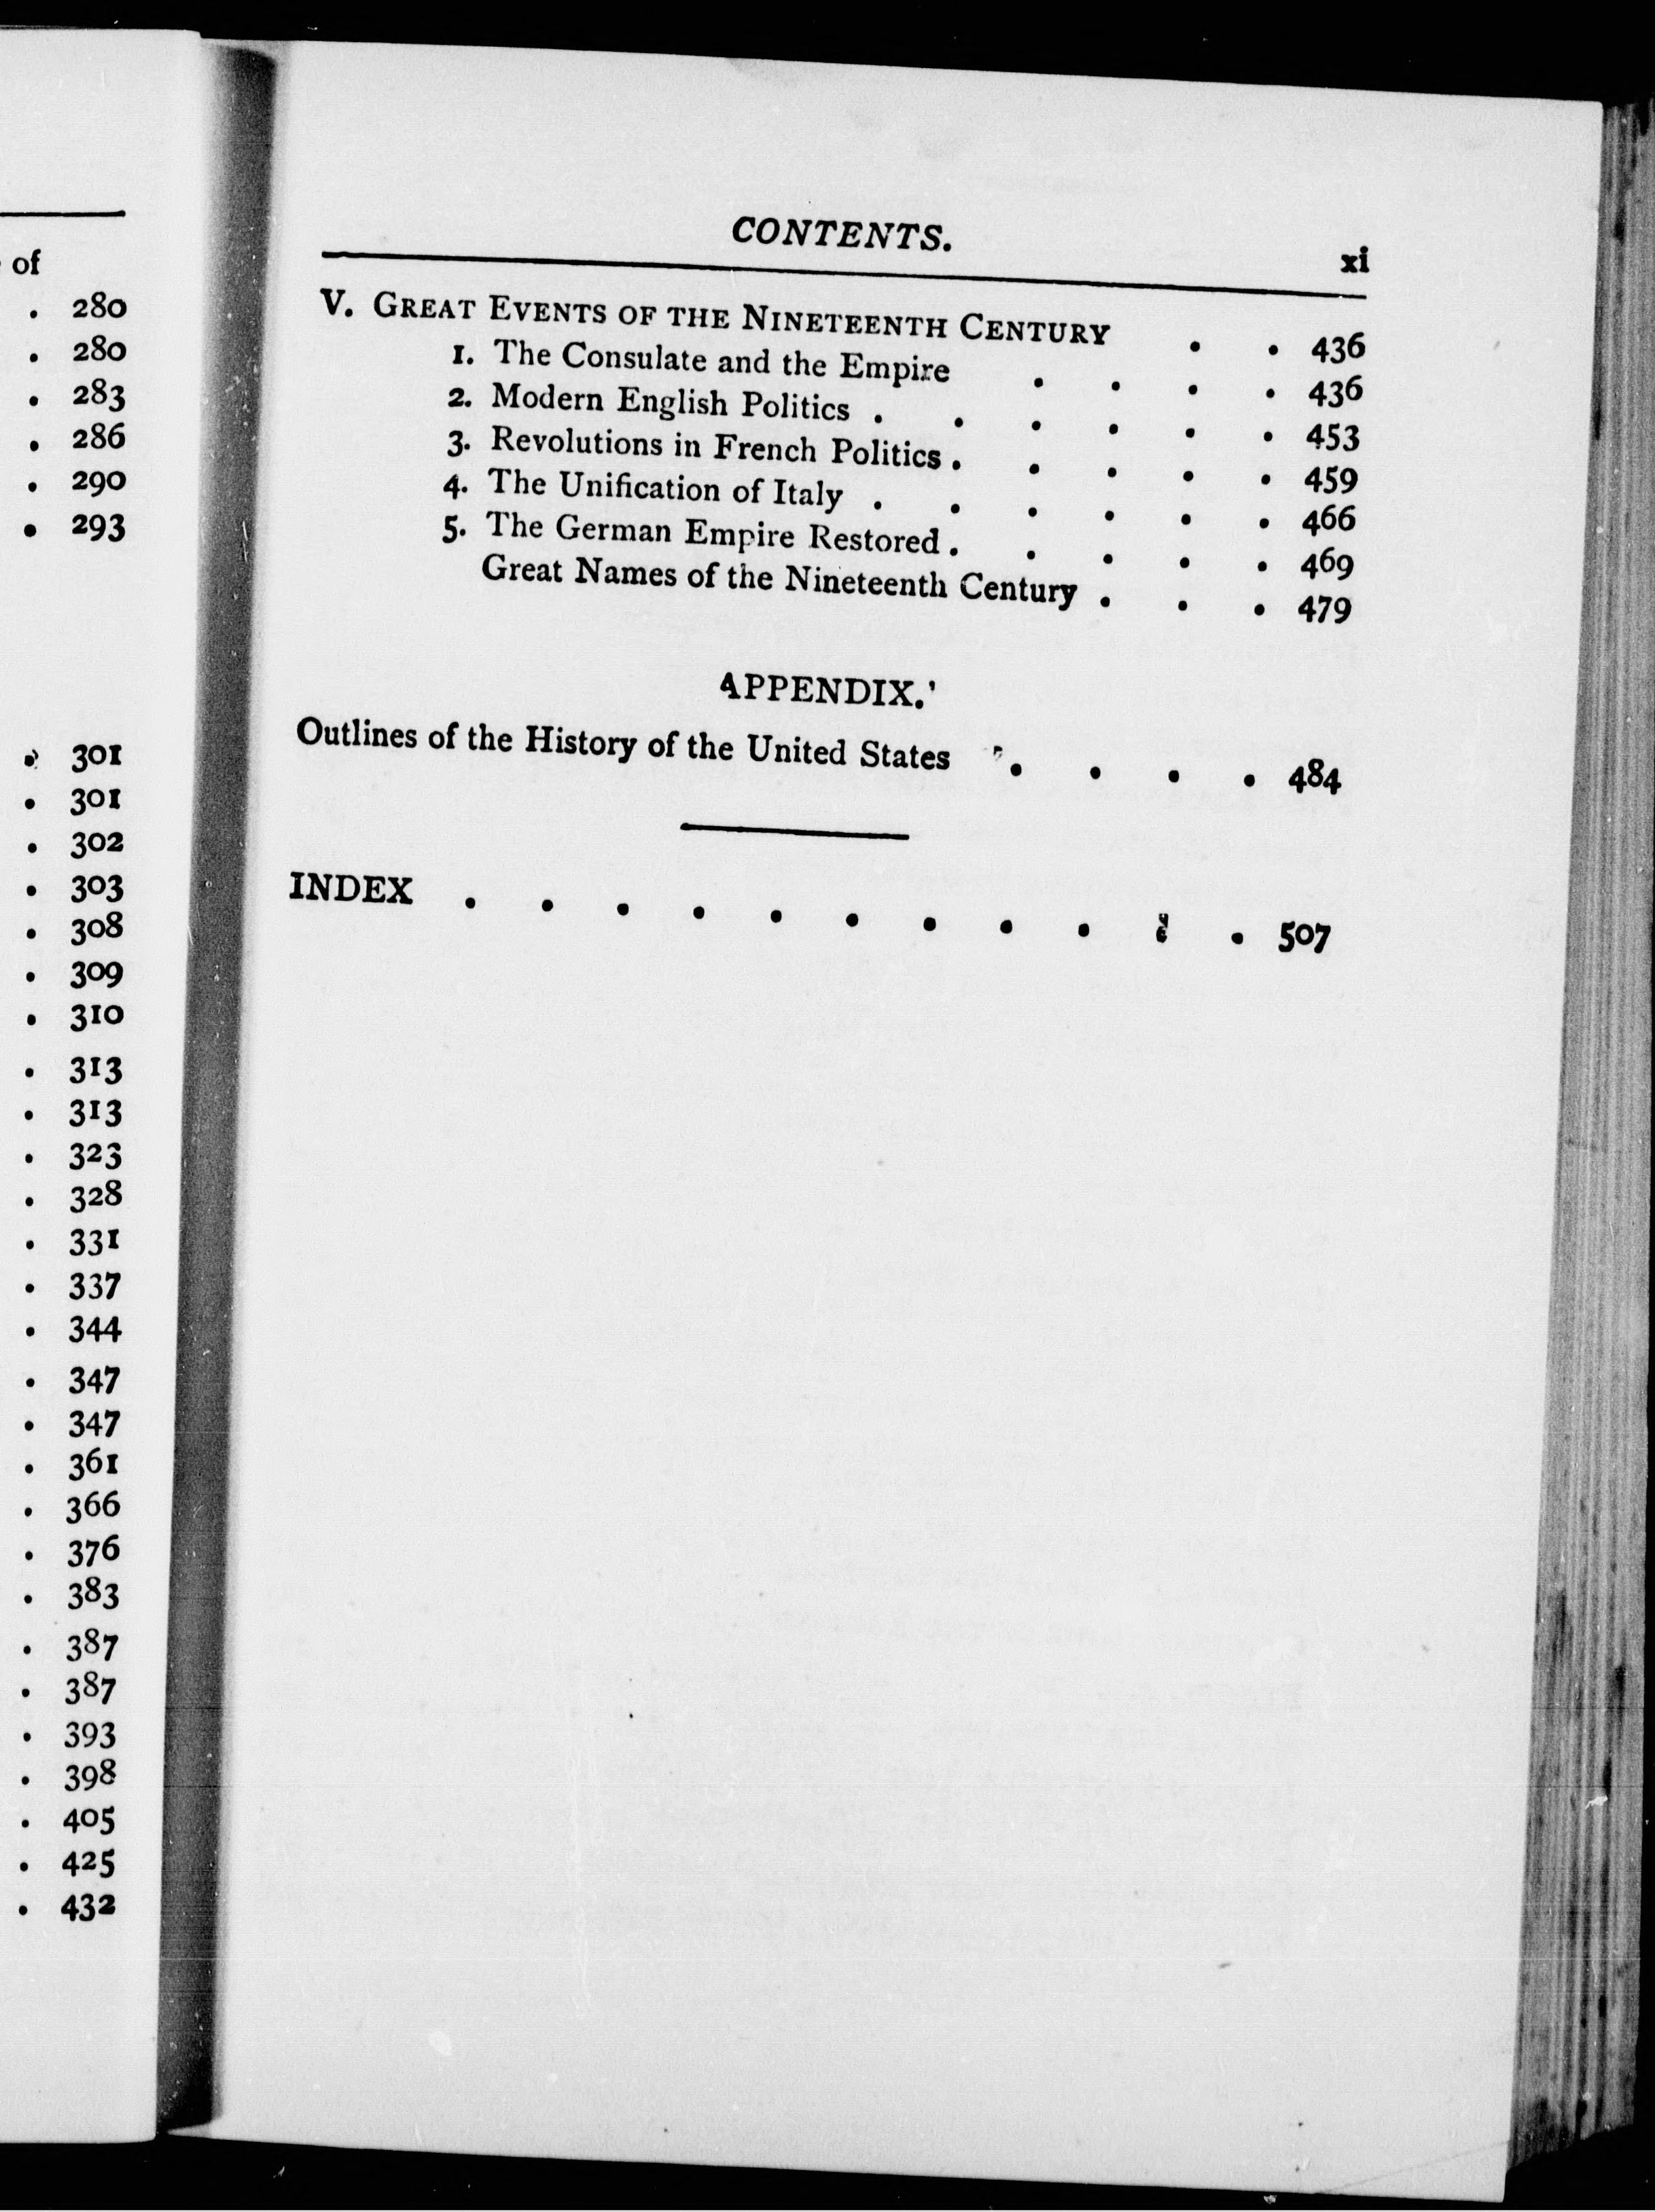 of
. 280
. 280
. 283
. 286
. 290
. 293
. 301
. 301
. 302
. 303
. 308
. 309
. 310
. 313
. 313
. 323
. 328
. 331
. 337
. 344
. 347
. 347
. 361
. 366
. 376
. 383
. 387
. 387
. 393
. 398
. 405
. 425
. 432
CONTENTS. xi
V. GREAT EVENTS OF THE NINETEENTH CENTURY . . 436
1. The Consulate and the Empire . . . . 436
2. Modern English Politics . . . . . . 453
3. Revolutions in French Politics . . . . . 459
4. The Unification of Italy . . . . . . 466
5. The German Empire Restored . . . . . 469
Great Names of the Nineteenth Century . . . 479
APPENDIX.'
Outlines of the History of the United States . . . . 484
INDEX . . . . . . . . . . . 507